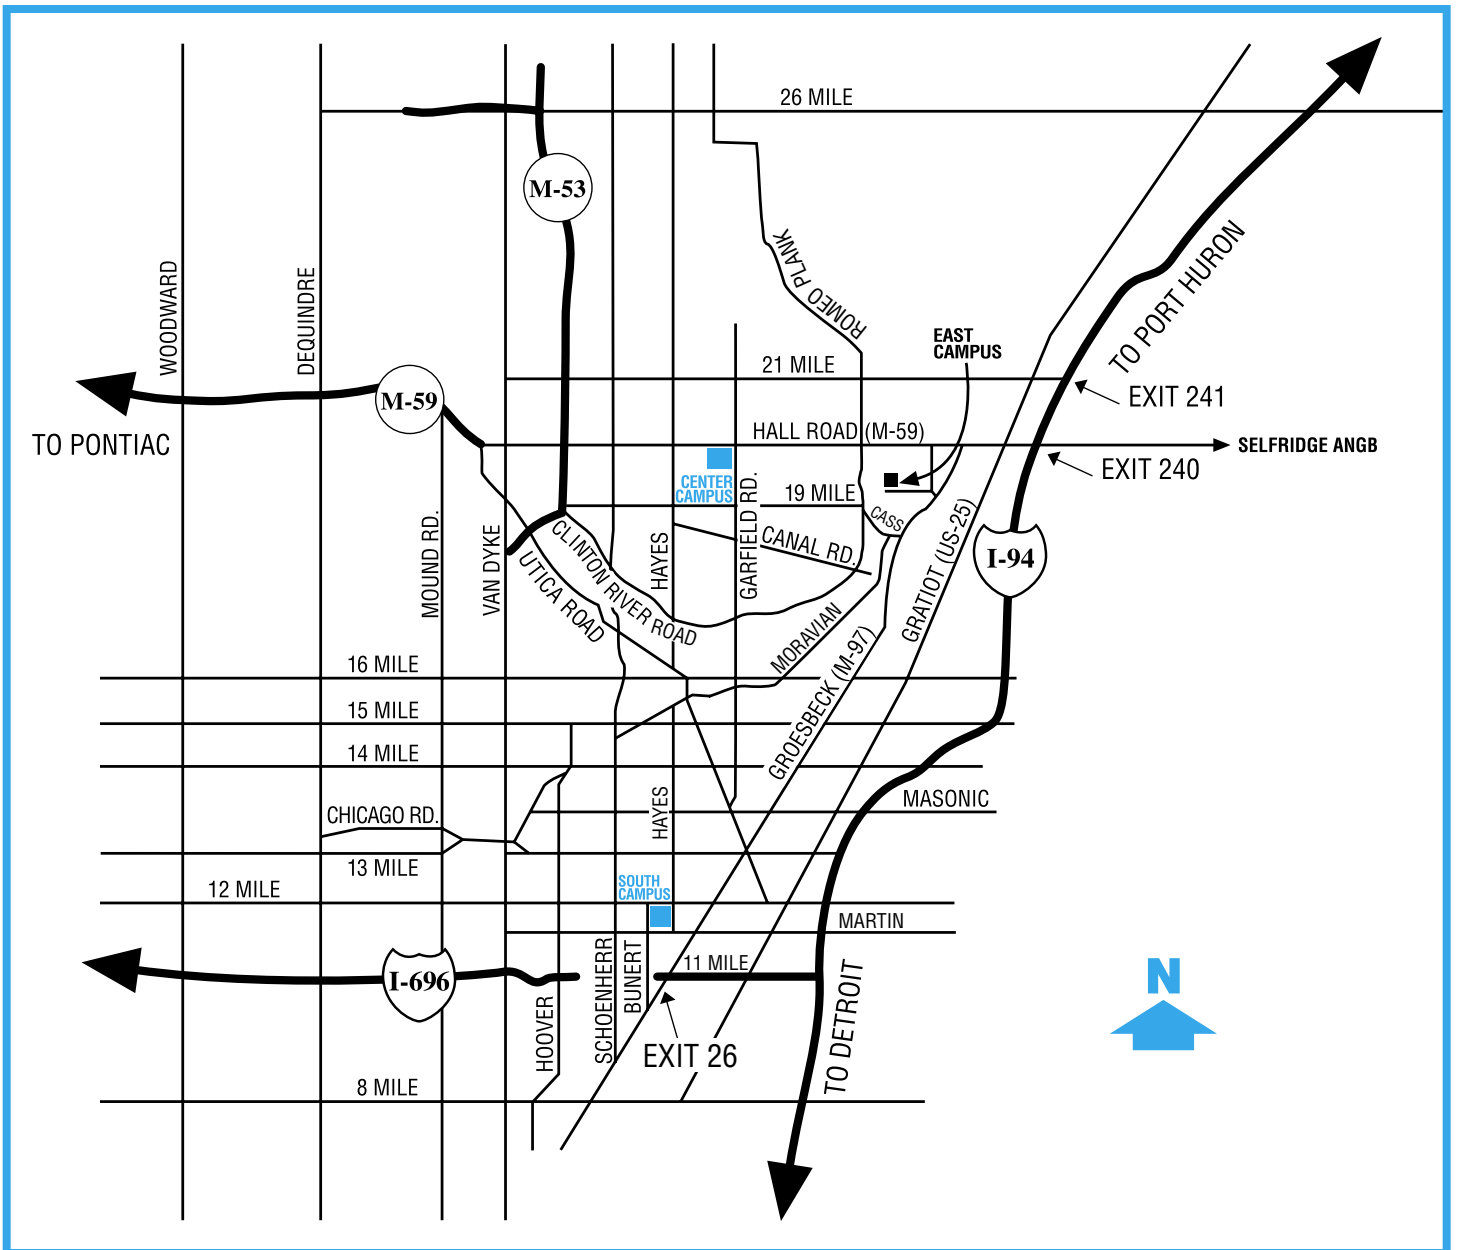 26 MILE
M-53
ROMEO PLANK
TO PORT HURON
WOODWARD
DEQUINDRE
EAST
CAMPUS
21 MILE
EXIT 241
M-59
TO PONTIAC
HALL ROAD (M-59)
SELFRIDGE ANGB
EXIT 240
CENTER
CAMPUS
19 MILE
GARFIELD RD.
CASS
CANAL RD.
MOUND RD.
VAN DYKE
CLINTON RIVER ROAD
UTICA ROAD
HAYES
GRATIOT (US-25)
I-94
MORAVIAN
GROESBECK (M-97)
16 MILE
15 MILE
14 MILE
CHICAGO RD.
HAYES
MASONIC
13 MILE
12 MILE
SOUTH
CAMPUS
MARTIN
I-696
HOOVER
SCHOENHERR
BUNERT
11 MILE
EXIT 26
TO DETROIT
N
8 MILE